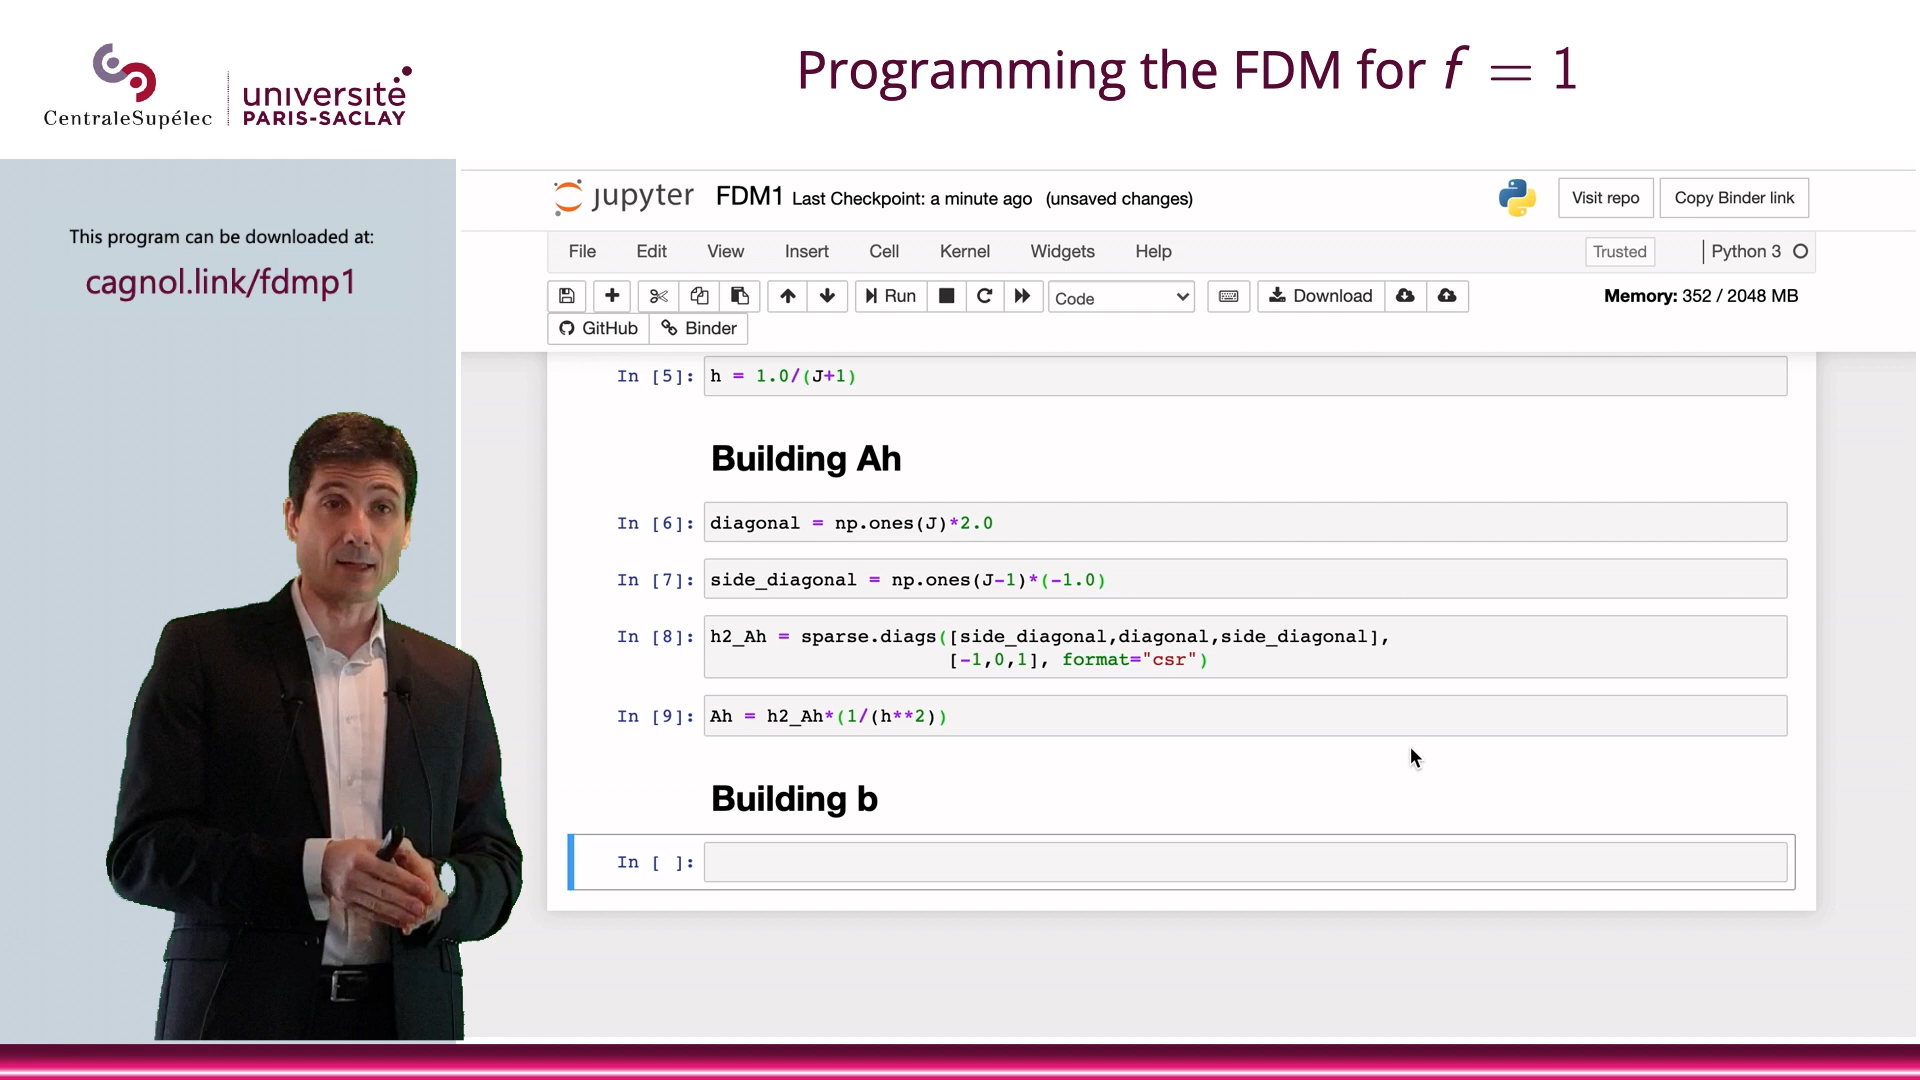 Programming the FDM for f = 1
CentraleSupélec
université
PARIS-SACLAY
This program can be downloaded at:
cagnol.link/fdmp1
jupyter FDM1 Last Checkpoint: a minute ago (unsaved changes)
Visit repo Copy Binder link
File Edit View Insert Cell Kernel Widgets Help
Trusted Python 3
Run Code Download Memory: 352 / 2048 MB
GitHub Binder
In [5]: h = 1.0/(J+1)
Building Ah
In [6]: diagonal = np.ones(J)*2.0
In [7]: side_diagonal = np.ones(J-1)*(-1.0)
In [8]: h2_Ah = sparse.diags([side_diagonal,diagonal,side_diagonal],
[-1,0,1], format="csr")
In [9]: Ah = h2_Ah*(1/(h**2))
Building b
In [ ]: